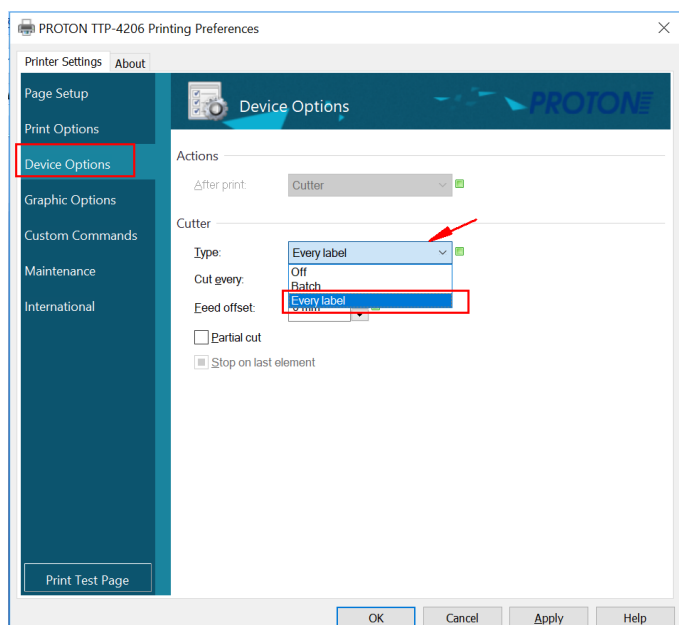 PROTON TTP-4206 Printing Preferences
Printer Settings About
Page Setup
Print Options
Device Options
Graphic Options
Custom Commands
Maintenance
International
Print Test Page
Device Options
PROTON
Actions
After print: Cutter
Cutter
Type: Every label
Off
Batch
Every label
Cut every:
Feed offset:
Partial cut
Stop on last element
OK Cancel Apply Help